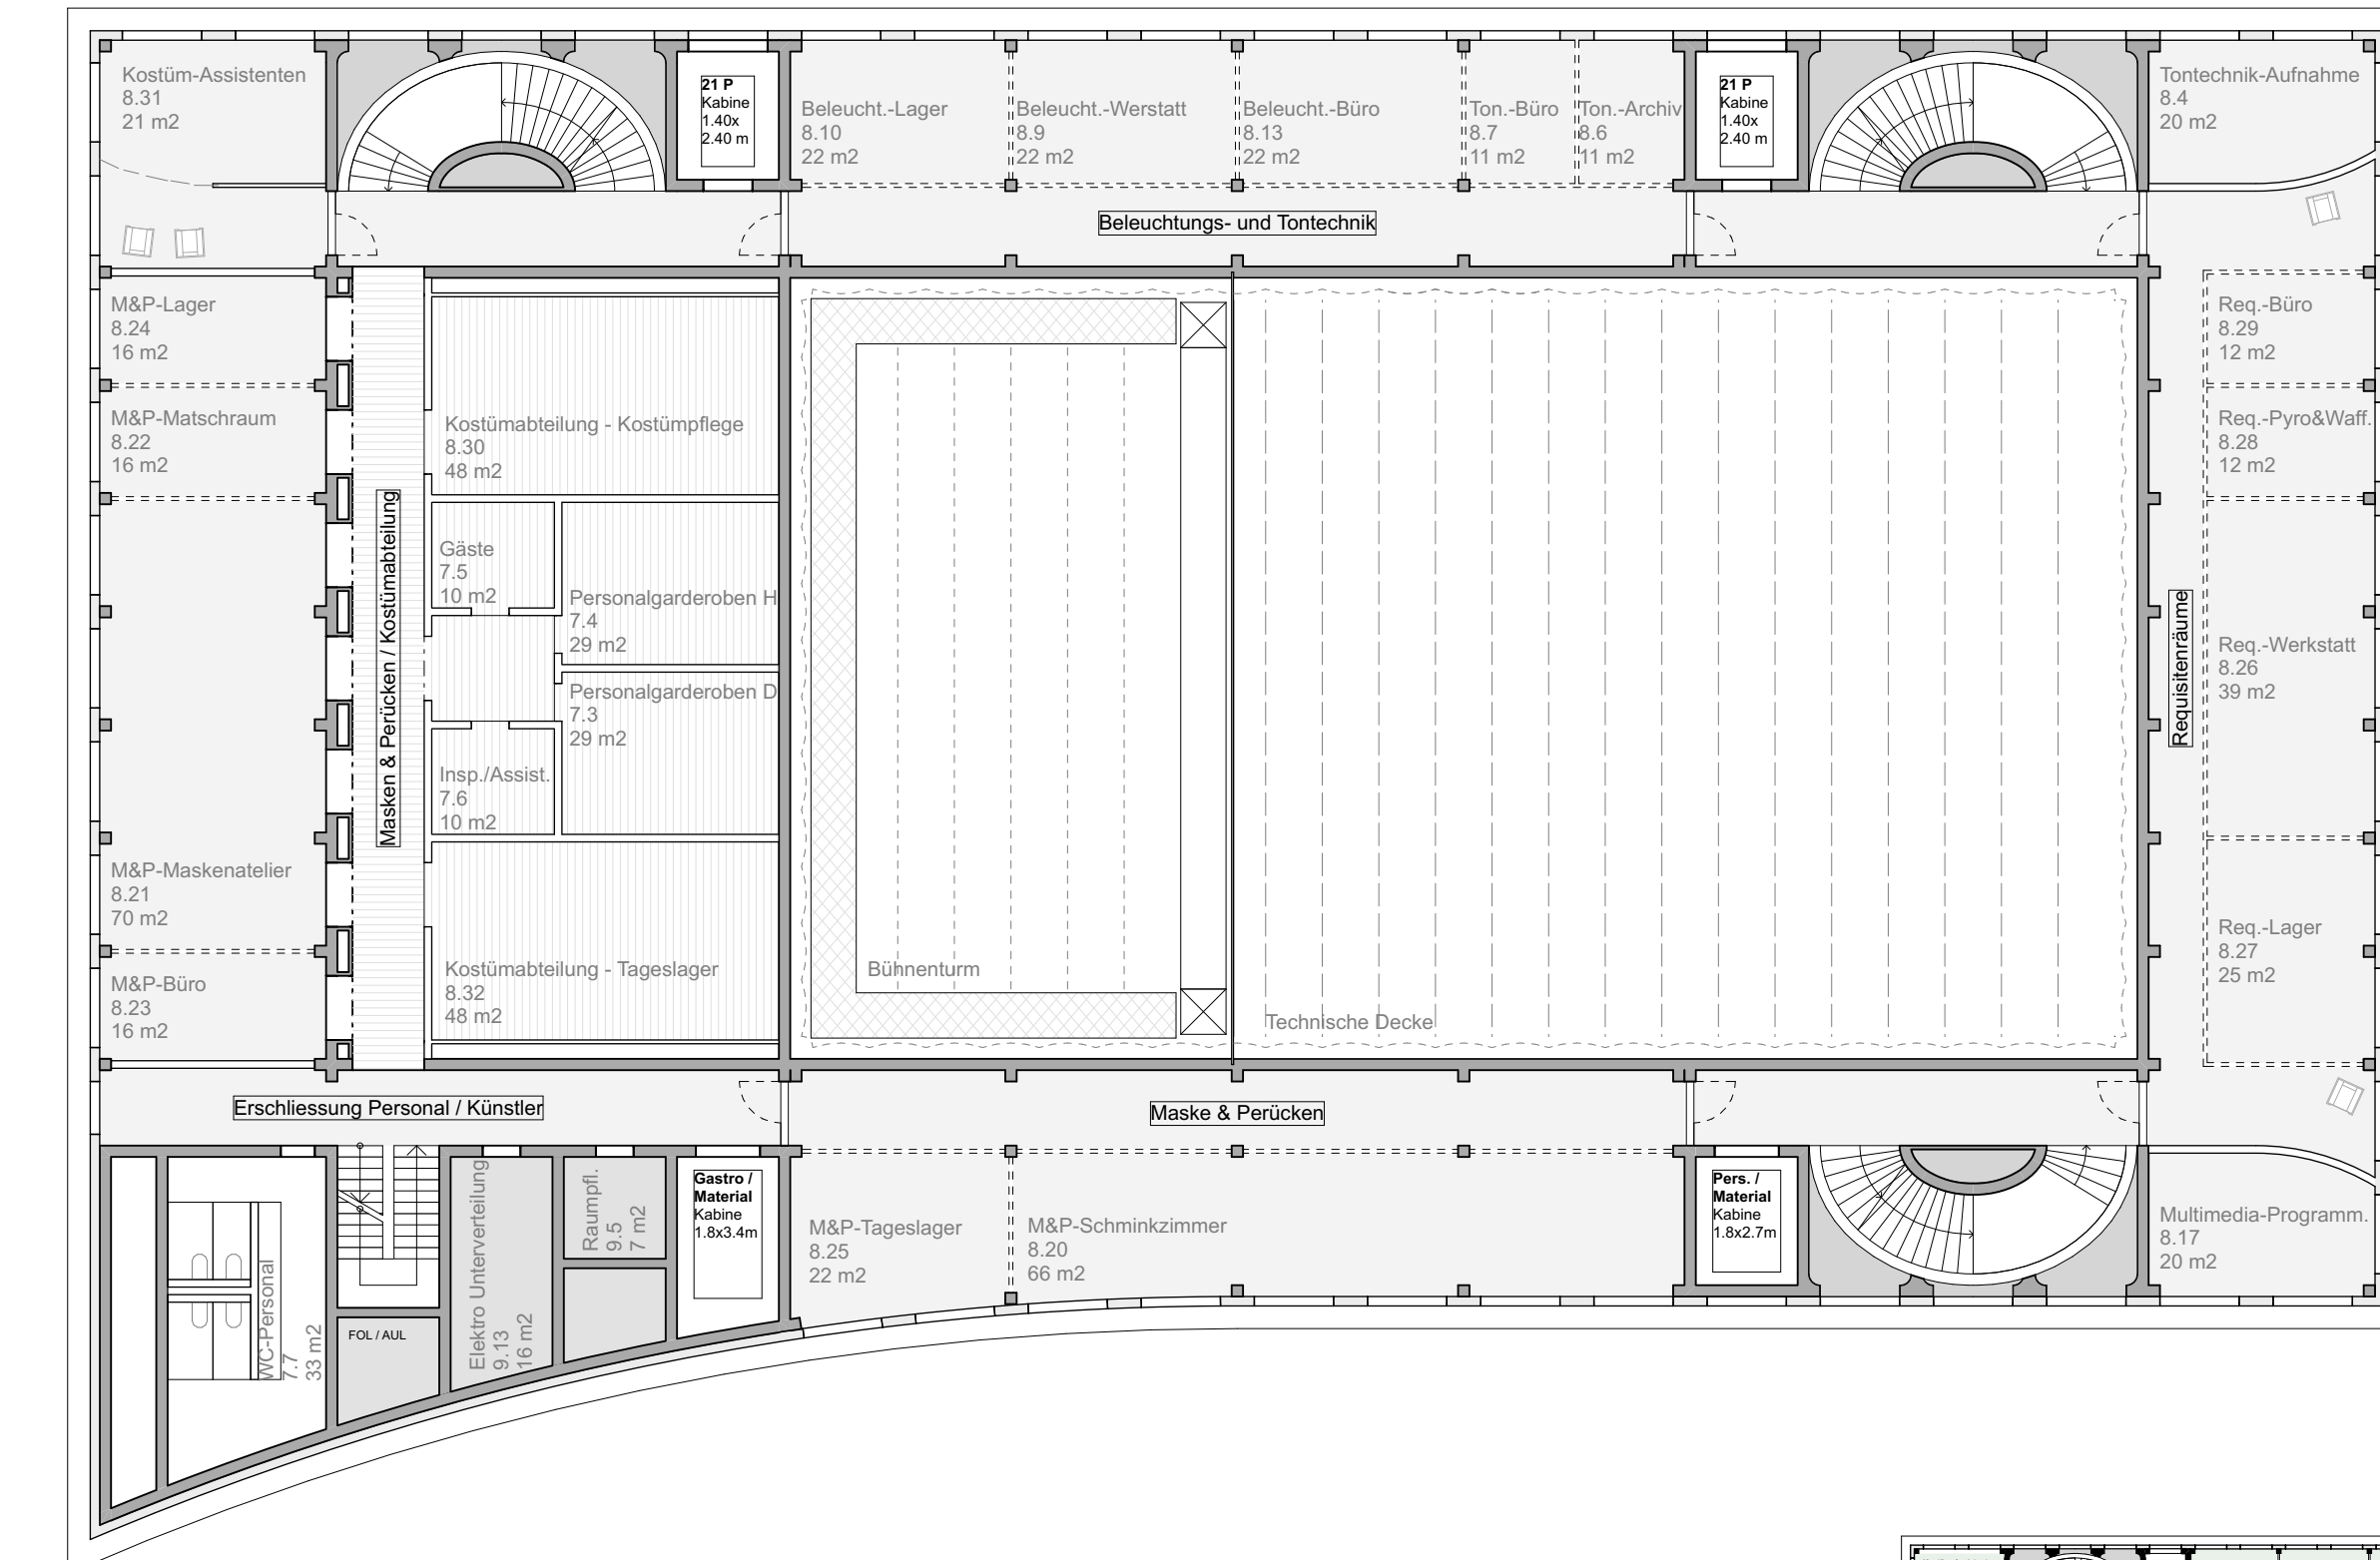 Kostüm-Assistenten
8.31
21 m2
21 P
Kabine
1.40x
2.40 m
Beleucht.-Lager
8.10
22 m2
Beleucht.-Werstatt
8.9
22 m2
Beleucht.-Büro
8.13
22 m2
Ton.-Büro
8.7
11 m2
Ton.-Archiv
8.6
11 m2
21 P
Kabine
1.40x
2.40 m
Tontechnik-Aufnahme
8.4
20 m2
Beleuchtungs- und Tontechnik
M&P-Lager
8.24
16 m2
M&P-Matschraum
8.22
16 m2
M&P-Maskenatelier
8.21
70 m2
M&P-Büro
8.23
16 m2
Masken & Perücken / Kostümabteilung
Kostümabteilung - Kostümpflege
8.30
48 m2
Gäste
7.5
10 m2
Personalgarderoben H
7.4
29 m2
Personalgarderoben D
7.3
29 m2
Insp./Assist.
7.6
10 m2
Kostümabteilung - Tageslager
8.32
48 m2
Bühnenturm
Technische Decke
Requisitenräume
Req.-Büro
8.29
12 m2
Req.-Pyro&Waff.
8.28
12 m2
Req.-Werkstatt
8.26
39 m2
Req.-Lager
8.27
25 m2
Erschliessung Personal / Künstler
Maske & Perücken
WC-Personal
7.7
33 m2
FOL / AUL
Elektro Unterverteilung
9.13
16 m2
Raumpfl.
9.5
7 m2
Gastro /
Material
Kabine
1.8x3.4m
M&P-Tageslager
8.25
22 m2
M&P-Schminkzimmer
8.20
66 m2
Pers. /
Material
Kabine
1.8x2.7m
Multimedia-Programm.
8.17
20 m2